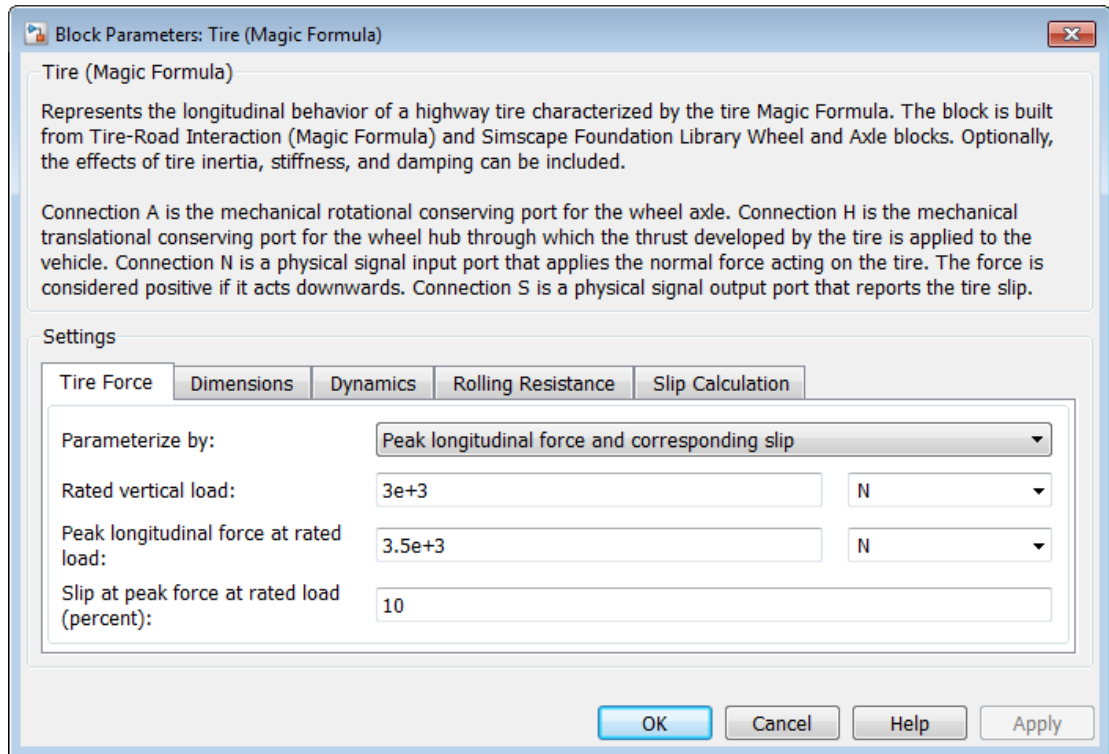 Block Parameters: Tire (Magic Formula)
Tire (Magic Formula)
Represents the longitudinal behavior of a highway tire characterized by the tire Magic Formula. The block is built
from Tire-Road Interaction (Magic Formula) and Simscape Foundation Library Wheel and Axle blocks. Optionally,
the effects of tire inertia, stiffness, and damping can be included.
Connection A is the mechanical rotational conserving port for the wheel axle. Connection H is the mechanical
translational conserving port for the wheel hub through which the thrust developed by the tire is applied to the
vehicle. Connection N is a physical signal input port that applies the normal force acting on the tire. The force is
considered positive if it acts downwards. Connection S is a physical signal output port that reports the tire slip.
Settings
Tire Force Dimensions Dynamics Rolling Resistance Slip Calculation
Parameterize by: Peak longitudinal force and corresponding slip
Rated vertical load: 3e+3 N
Peak longitudinal force at rated
load: 3.5e+3 N
Slip at peak force at rated load
(percent): 10
OK Cancel Help Apply